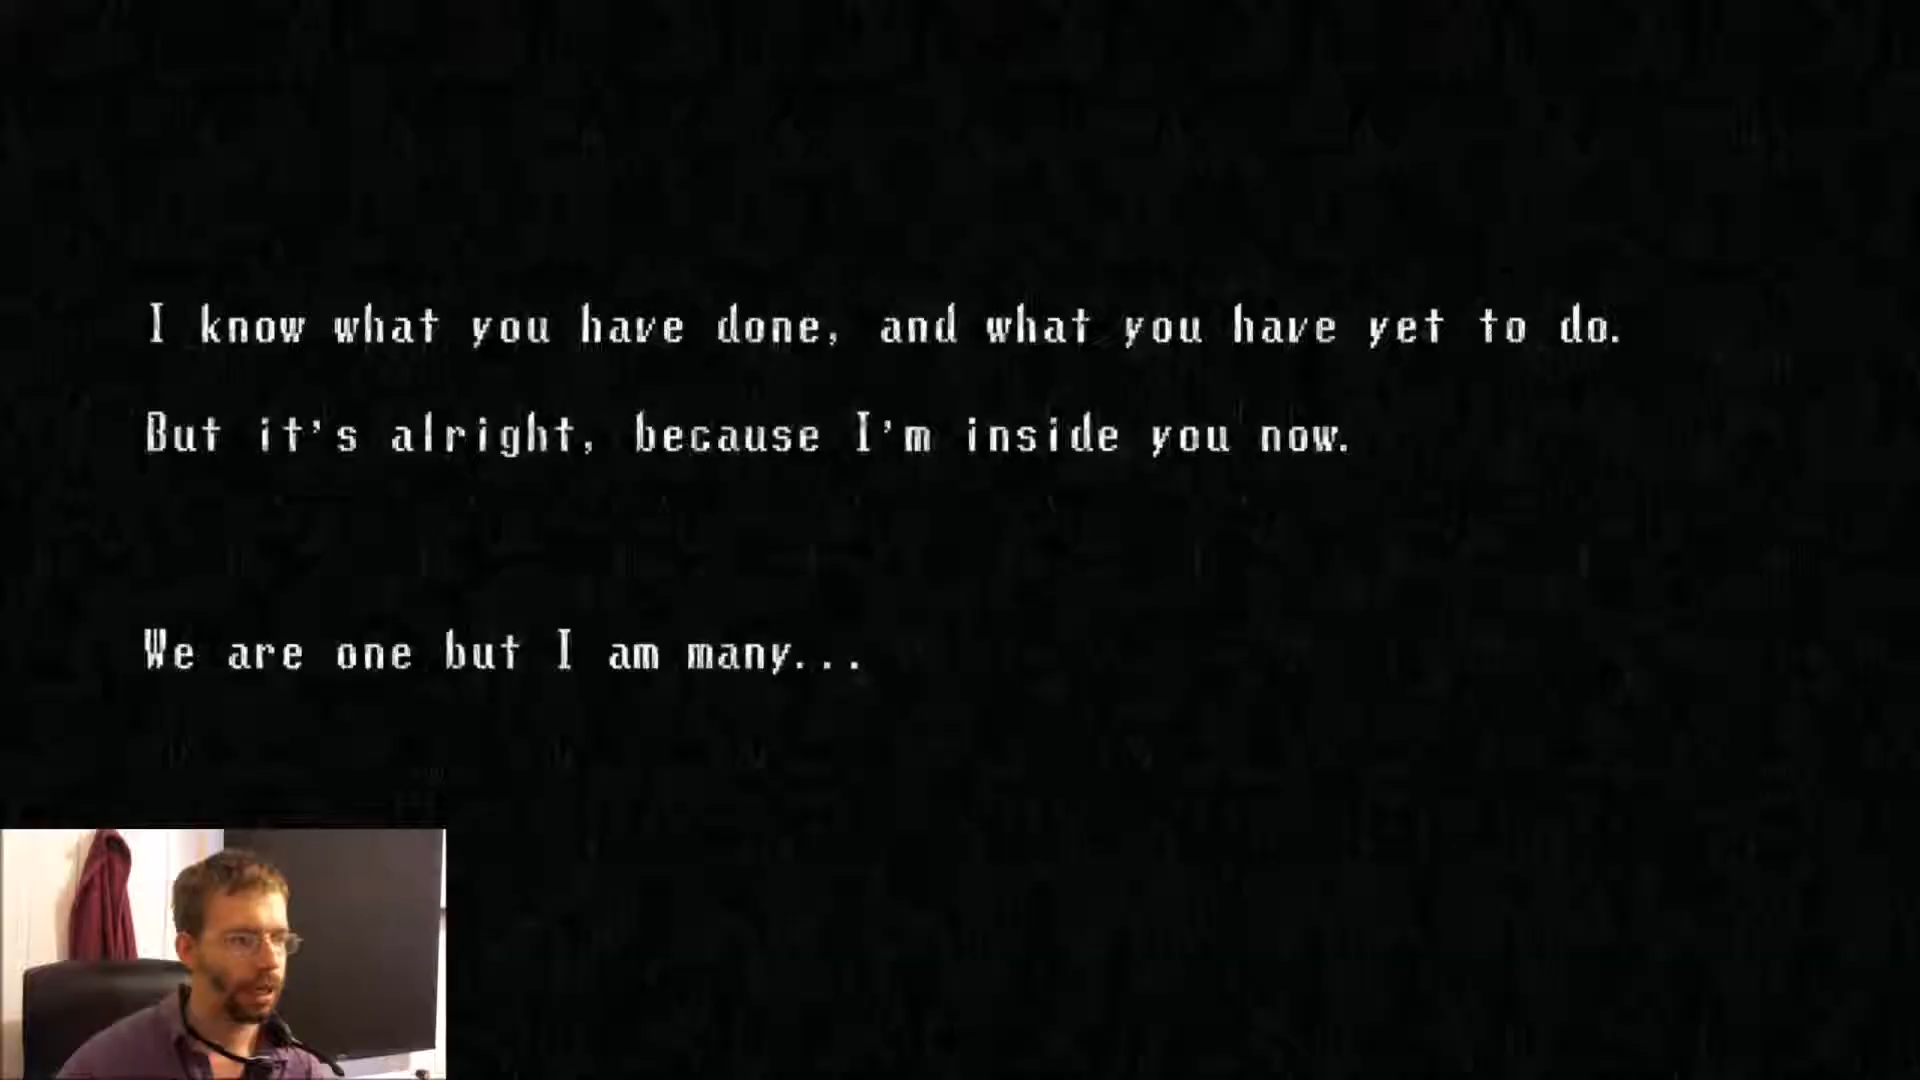 I know what you have done, and what you have yet to do.
But it's alright, because I'm inside you now.
We are one but I am many...